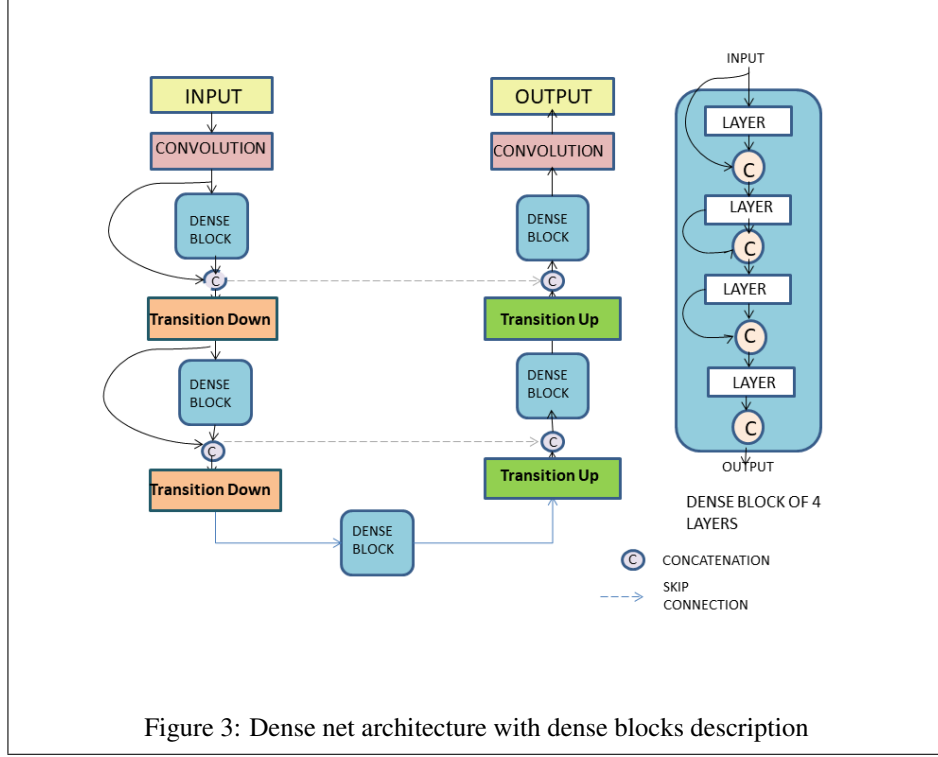 INPUT
CONVOLUTION
DENSE
BLOCK
C
Transition Down
DENSE
BLOCK
C
Transition Down
DENSE
BLOCK
OUTPUT
CONVOLUTION
DENSE
BLOCK
C
Transition Up
DENSE
BLOCK
C
Transition Up
INPUT
LAYER
C
LAYER
C
LAYER
C
LAYER
C
OUTPUT
DENSE BLOCK OF 4
LAYERS
C CONCATENATION
SKIP
CONNECTION
Figure 3: Dense net architecture with dense blocks description